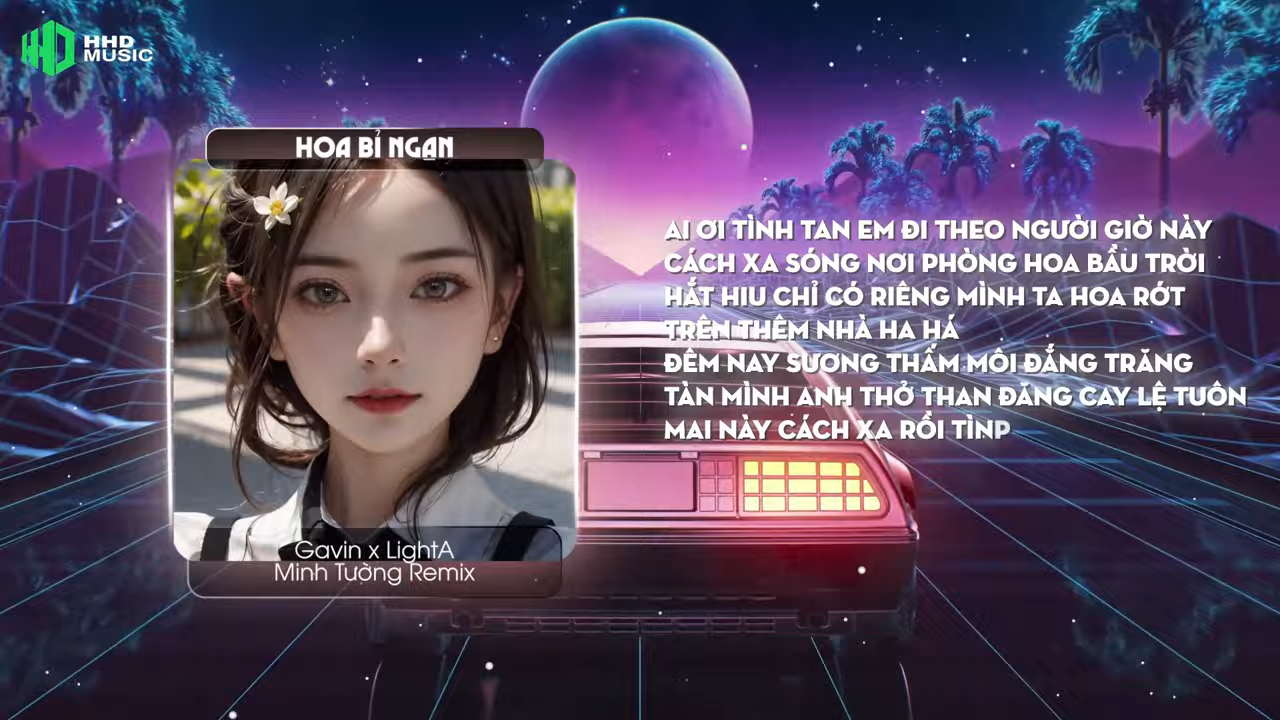 HHD
MUSIC
HOA BỈ NGẠN
AI ƠI TÌNH TAN EM ĐI THEO NGƯỜI GIỜ NÀY
CÁCH XA SÓNG NƠI PHÒNG HOA BẦU TRỜI
HẮT HIU CHỈ CÓ RIÊNG MÌNH TA HOA RỚT
TRÊN THÊM NHÀ HA HÁ
ĐÊM NAY SƯƠNG THẤM MÔI ĐẮNG TRĂNG
TÀN MÌNH ANH THỞ THAN ĐĂNG CAY LỆ TUÔN
MAI NÀY CÁCH XA RỒI TÌNP
Gavin x LightA
Minh Tường Remix